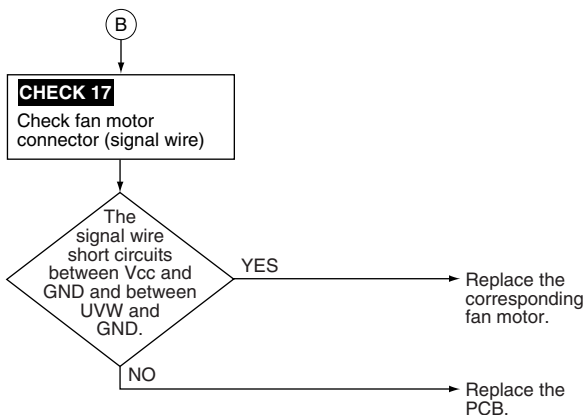 B
CHECK 17
Check fan motor
connector (signal wire)
The
signal wire
short circuits
between Vcc and
GND and between
UVW and
GND.
YES
Replace the
corresponding
fan motor.
NO
Replace the
PCB.